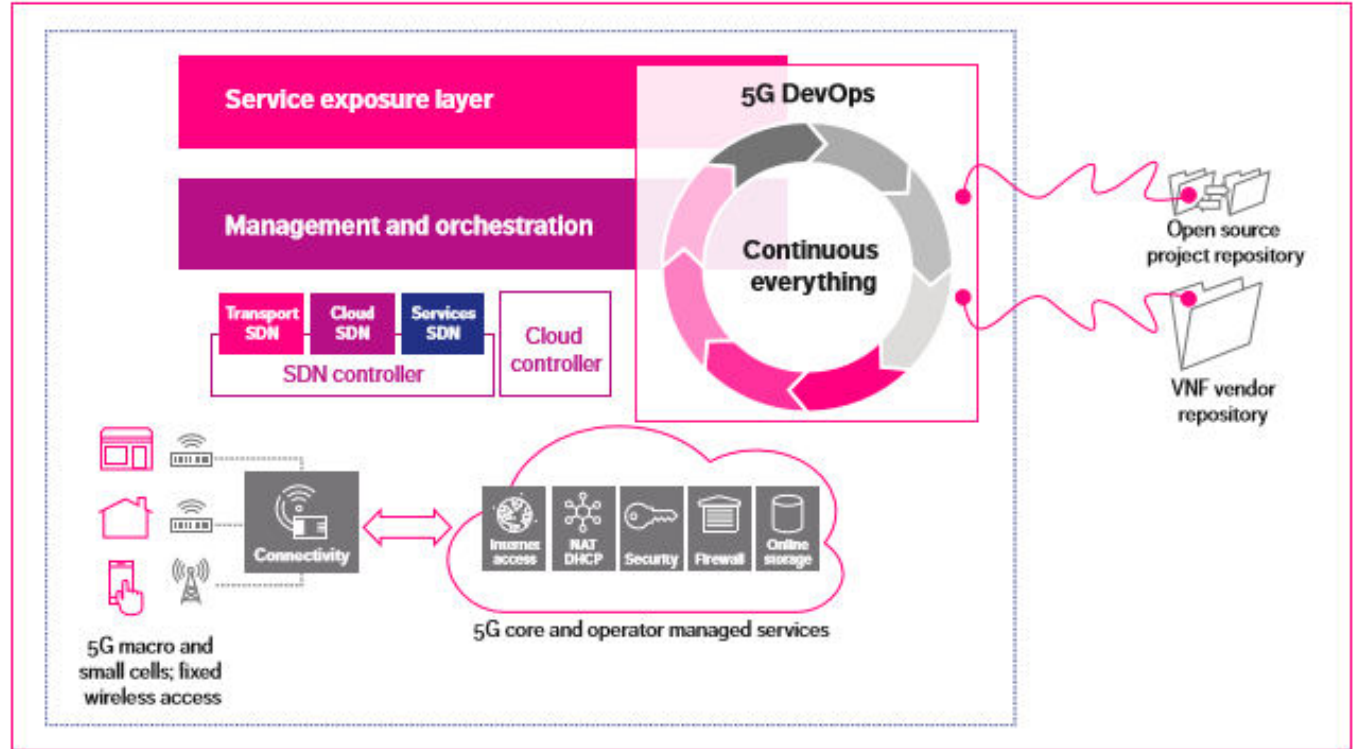 Service exposure layer
5G DevOps
Management and orchestration
Continuous
everything
Open source
project repository
Transport
SDN
Cloud
SDN
Services
SDN
SDN controller
Cloud
controller
VNF vendor
repository
Connectivity
Internet
access
NAT
DHCP
Security
Firewall
Online
storage
5G core and operator managed services
5G macro and
small cells; fixed
wireless access